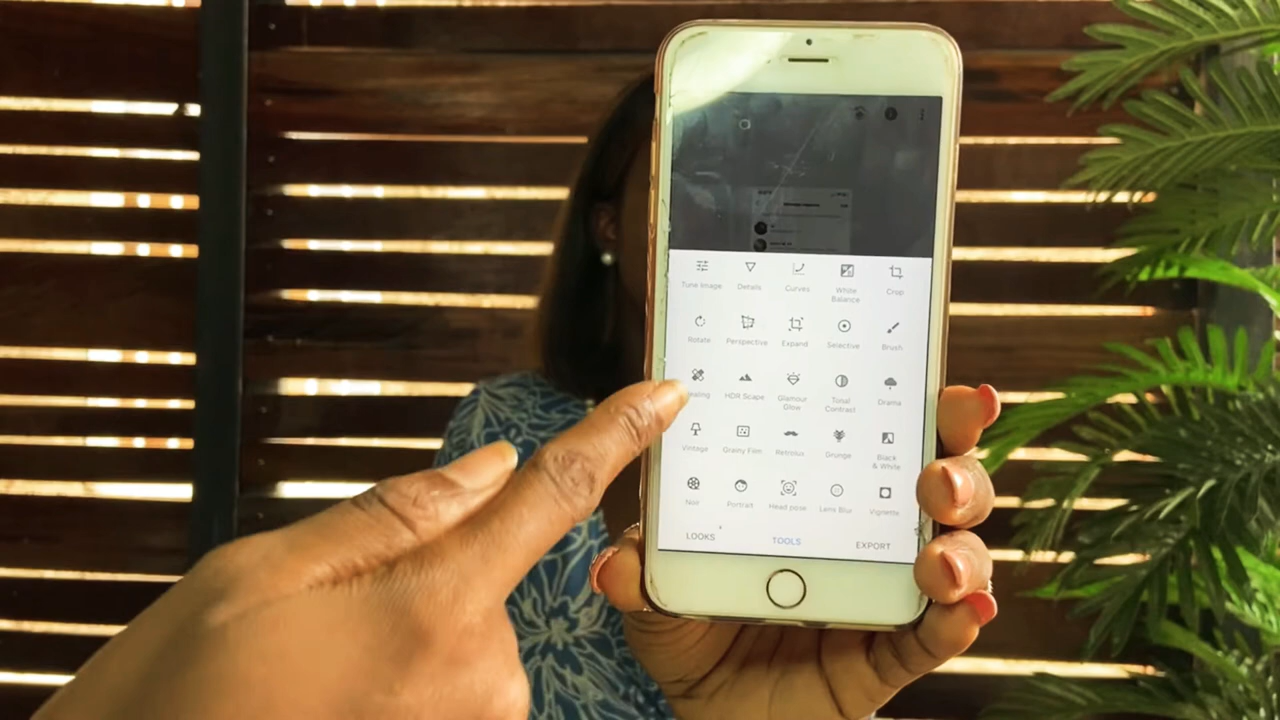 Tune Image Details Curves White Balance Crop
Rotate Perspective Expand Selective Brush
ealing HDR Scape Glamour Glow Tonal Contrast Drama
Vintage Grainy Film Retrolux Grunge Black & White
Noir Portrait Head pose Lens Blur Vignette
LOOKS TOOLS EXPORT